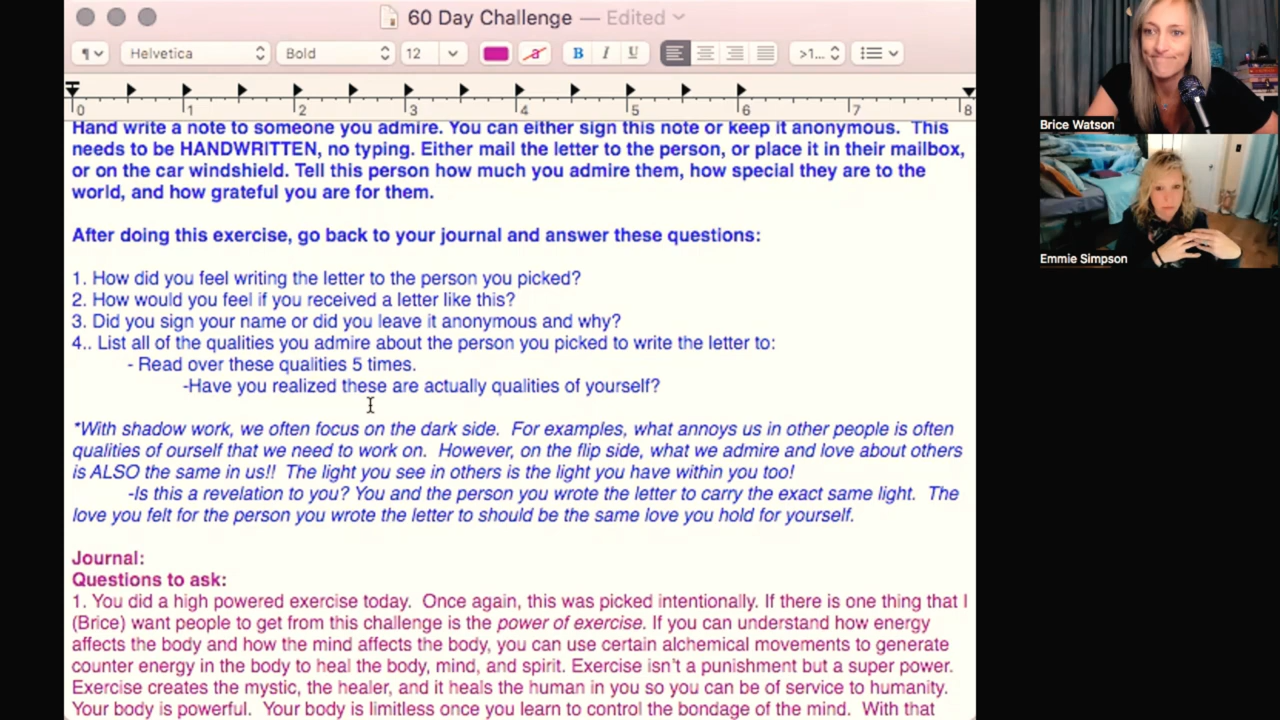 60 Day Challenge — Edited
¶ Helvetica Bold 12 a B I U >1...
0 1 2 3 4 5 6 7 8
Hand write a note to someone you admire. You can either sign this note or keep it anonymous.  This
needs to be HANDWRITTEN, no typing. Either mail the letter to the person, or place it in their mailbox,
or on the car windshield. Tell this person how much you admire them, how special they are to the
world, and how grateful you are for them.
After doing this exercise, go back to your journal and answer these questions:
1. How did you feel writing the letter to the person you picked?
2. How would you feel if you received a letter like this?
3. Did you sign your name or did you leave it anonymous and why?
4.. List all of the qualities you admire about the person you picked to write the letter to:
- Read over these qualities 5 times.
-Have you realized these are actually qualities of yourself?
*With shadow work, we often focus on the dark side.  For examples, what annoys us in other people is often
qualities of ourself that we need to work on.  However, on the flip side, what we admire and love about others
is ALSO the same in us!!  The light you see in others is the light you have within you too!
-Is this a revelation to you? You and the person you wrote the letter to carry the exact same light.  The
love you felt for the person you wrote the letter to should be the same love you hold for yourself.
Journal:
Questions to ask:
1. You did a high powered exercise today.  Once again, this was picked intentionally. If there is one thing that I
(Brice) want people to get from this challenge is the power of exercise. If you can understand how energy
affects the body and how the mind affects the body, you can use certain alchemical movements to generate
counter energy in the body to heal the body, mind, and spirit. Exercise isn't a punishment but a super power.
Exercise creates the mystic, the healer, and it heals the human in you so you can be of service to humanity.
Your body is powerful.  Your body is limitless once you learn to control the bondage of the mind.  With that
Brice Watson
Emmie Simpson